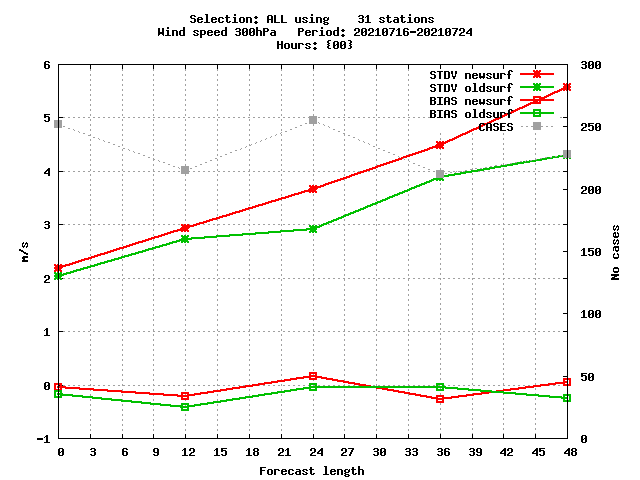 Selection: ALL using    31 stations
Wind speed 300hPa   Period: 20210716-20210724
Hours: {00}
STDV newsurf
STDV oldsurf
BIAS newsurf
BIAS oldsurf
CASES
6
5
4
3
2
1
0
-1
m/s
300
250
200
150
100
50
0
No cases
0 3 6 9 12 15 18 21 24 27 30 33 36 39 42 45 48
Forecast length